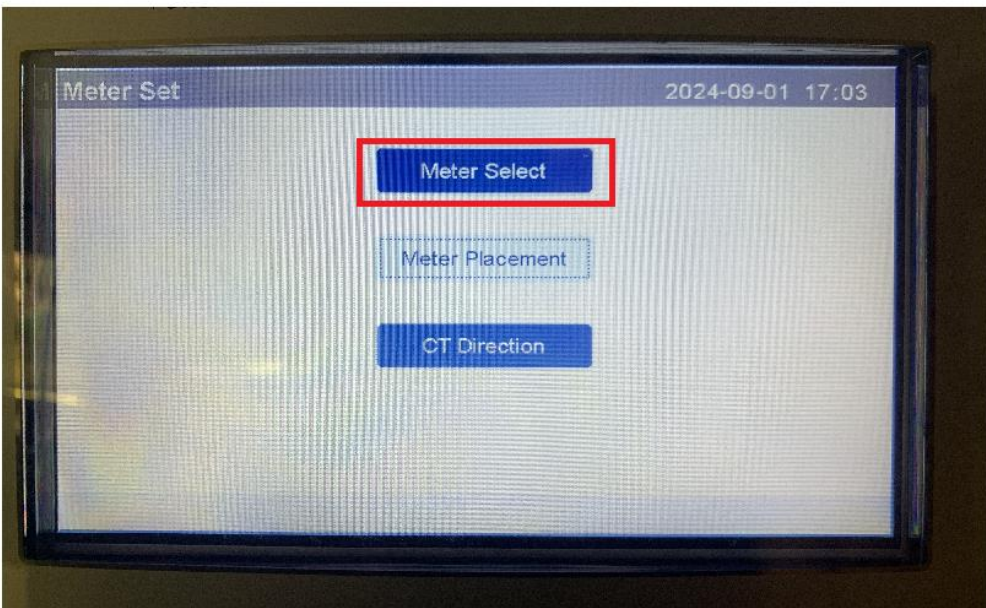 Meter Set
2024-09-01 17:03
Meter Select
Meter Placement
CT Direction